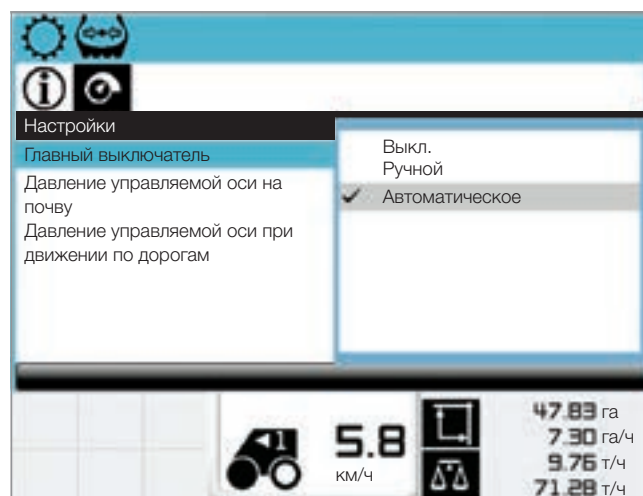 Настройки
Главный выключатель
Давление управляемой оси на
почву
Давление управляемой оси при
движении по дорогам
Выкл.
Ручной
✓ Автоматическое
1
5.8
км/ч
47.83 га
7.30 га/ч
9.76 т/ч
71.28 т/ч